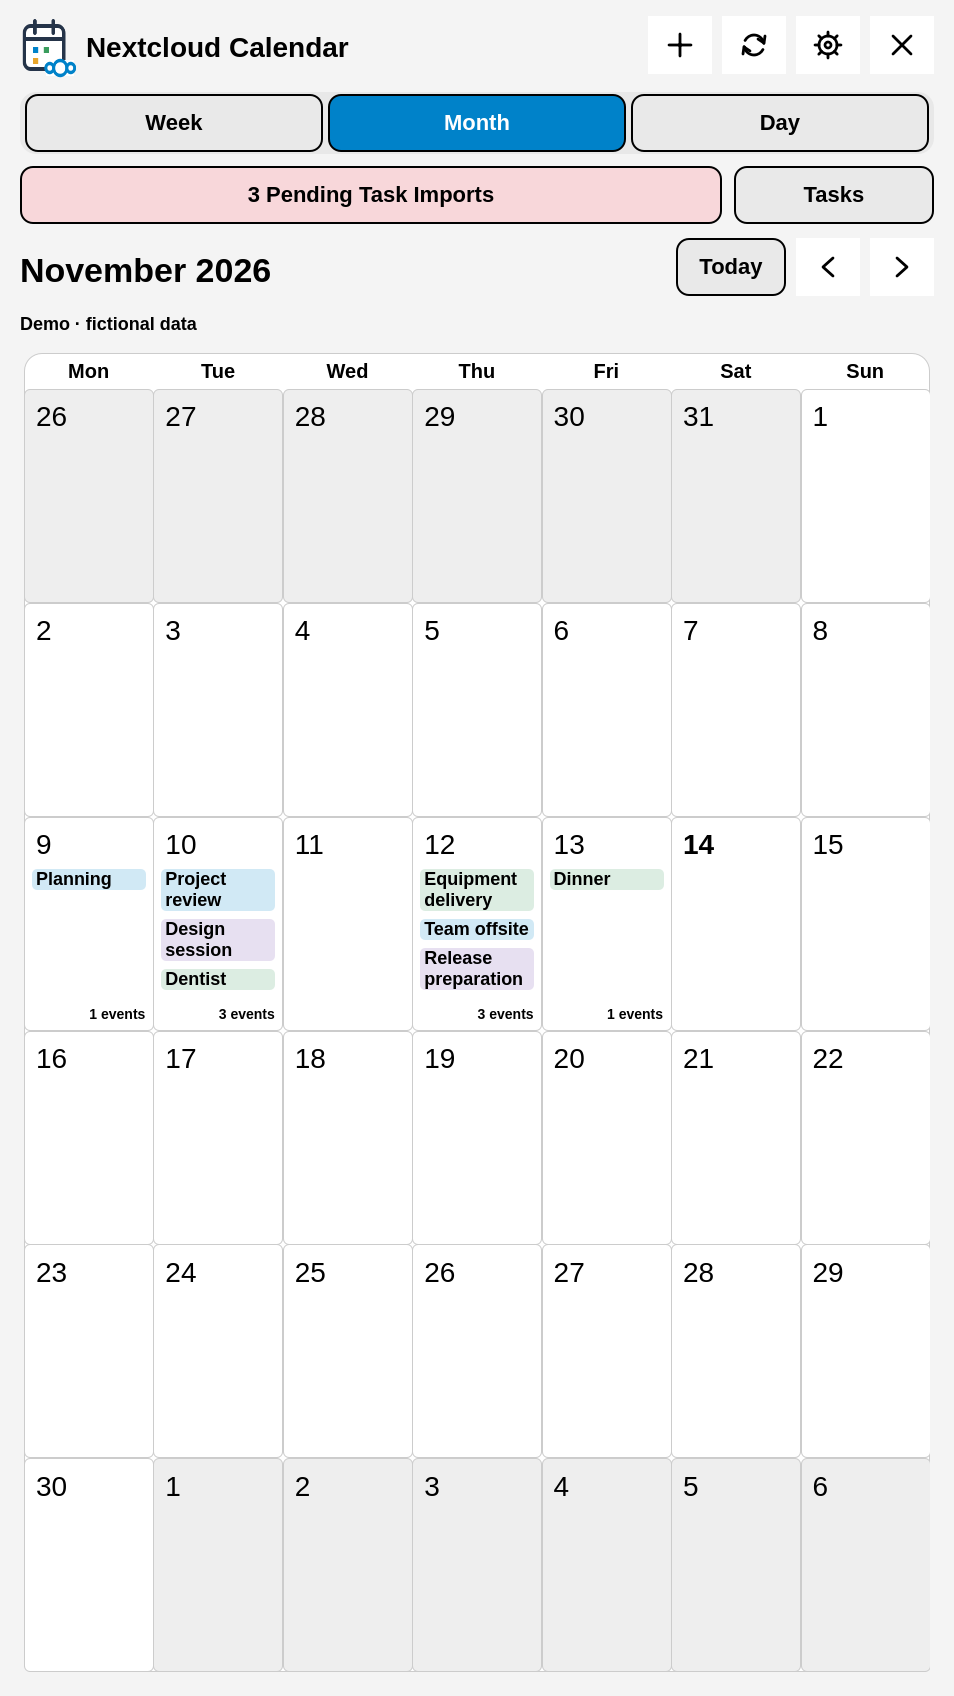 Nextcloud Calendar
Week Month Day
3 Pending Task Imports Tasks
November 2026 Today
Demo · fictional data
Mon Tue Wed Thu Fri Sat Sun
26 27 28 29 30 31 1
2 3 4 5 6 7 8
9 10 11 12 13 14 15
Planning
1 events
Project
review
Design
session
Dentist
3 events
Equipment
delivery
Team offsite
Release
preparation
3 events
Dinner
1 events
16 17 18 19 20 21 22
23 24 25 26 27 28 29
30 1 2 3 4 5 6